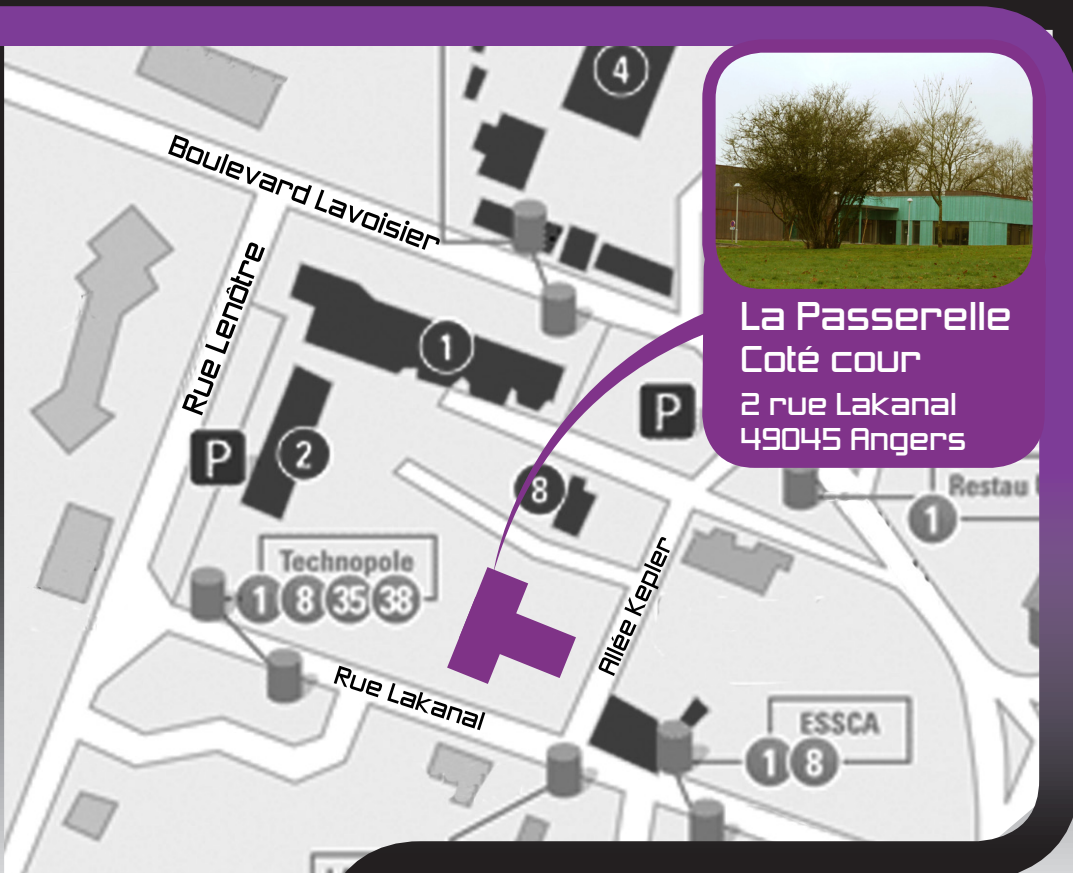 4
Boulevard Lavoisier
Rue Lenôtre
1
La Passerelle
Coté cour
2 rue Lakanal
49045 Angers
P
P
2
8
Restau
1
Technopole
1 8 35 38
Allée Kepler
Rue Lakanal
ESSCA
1 8